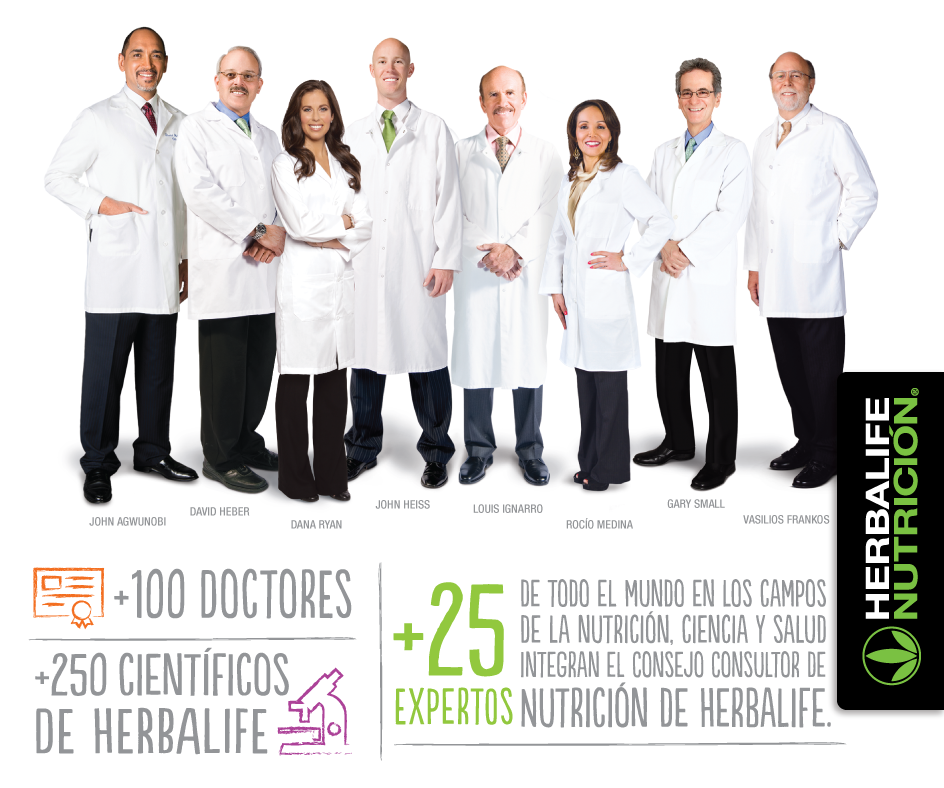 JOHN AGWUNOBI
DAVID HEBER
DANA RYAN
JOHN HEISS
LOUIS IGNARRO
ROCÍO MEDINA
GARY SMALL
VASILIOS FRANKOS
HERBALIFE
NUTRICIÓN®
+100 DOCTORES
+250 CIENTÍFICOS
DE HERBALIFE
+25
EXPERTOS
DE TODO EL MUNDO EN LOS CAMPOS
DE LA NUTRICIÓN, CIENCIA Y SALUD
INTEGRAN EL CONSEJO CONSULTOR DE
NUTRICIÓN DE HERBALIFE.